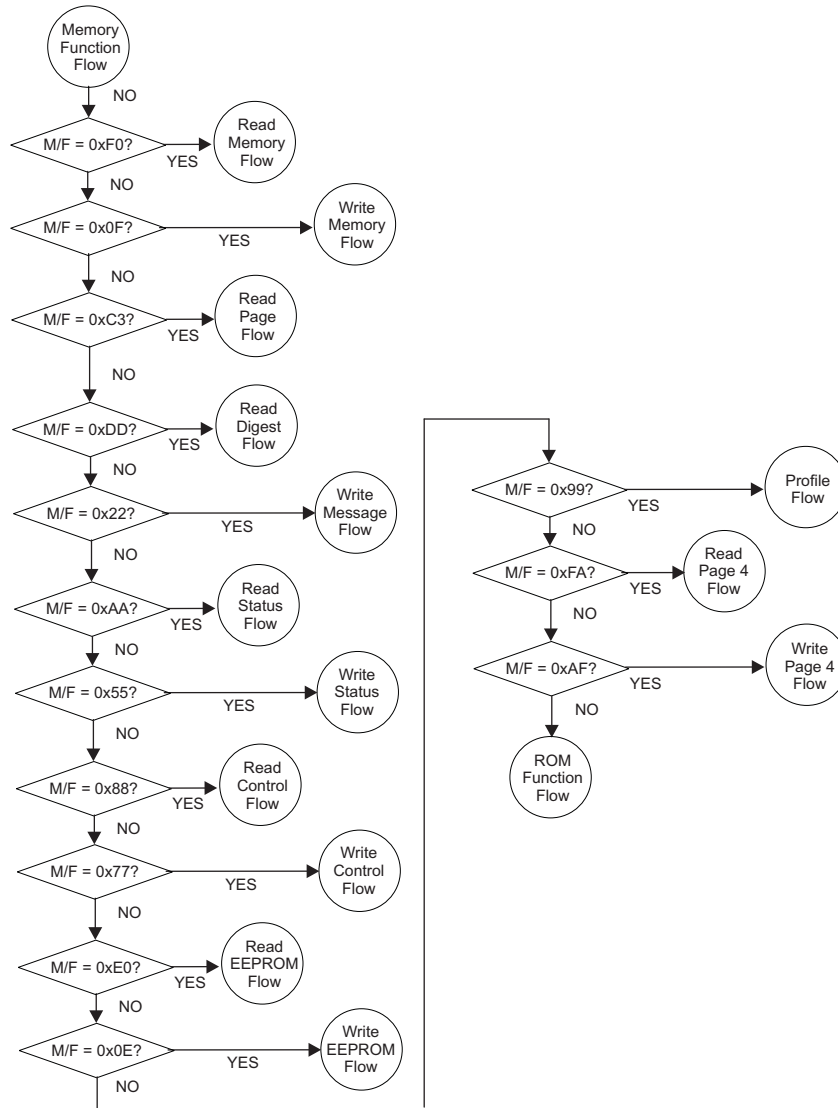 Memory
Function
Flow
NO
M/F = 0xF0?
YES
Read
Memory
Flow
NO
M/F = 0x0F?
YES
Write
Memory
Flow
NO
M/F = 0xC3?
YES
Read
Page
Flow
NO
M/F = 0xDD?
YES
Read
Digest
Flow
NO
M/F = 0x22?
YES
Write
Message
Flow
NO
M/F = 0xAA?
YES
Read
Status
Flow
NO
M/F = 0x55?
YES
Write
Status
Flow
NO
M/F = 0x88?
YES
Read
Control
Flow
NO
M/F = 0x77?
YES
Write
Control
Flow
NO
M/F = 0xE0?
YES
Read
EEPROM
Flow
NO
M/F = 0x0E?
YES
Write
EEPROM
Flow
NO
M/F = 0x99?
YES
Profile
Flow
NO
M/F = 0xFA?
YES
Read
Page 4
Flow
NO
M/F = 0xAF?
YES
Write
Page 4
Flow
NO
ROM
Function
Flow